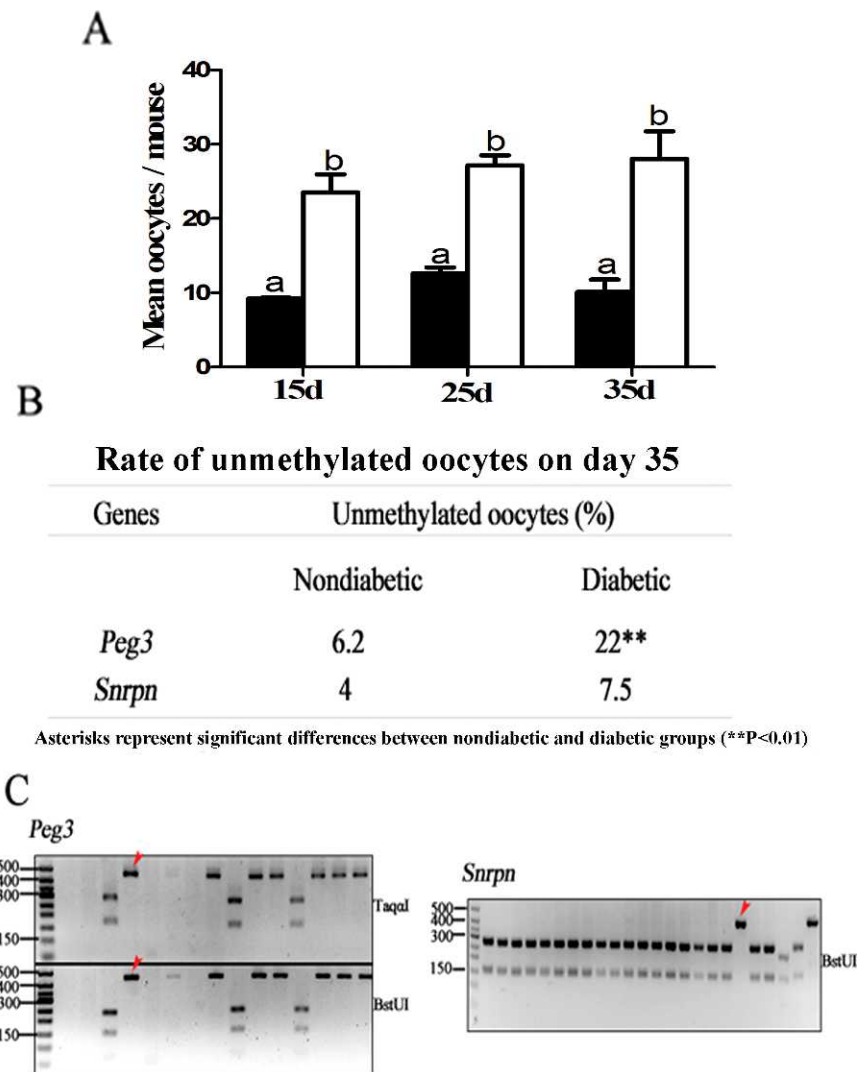 A
Mean oocytes / mouse
40
30
20
10
0
a b a b a b
15d 25d 35d
B
Rate of unmethylated oocytes on day 35
Genes Unmethylated oocytes (%)
Nondiabetic Diabetic
Peg3 6.2 22**
Snrpn 4 7.5
Asterisks represent significant differences between nondiabetic and diabetic groups (**P<0.01)
C
Peg3
500
400
300
150
TaqαI
500
400
300
150
BstUI
Snrpn
500
400
300
150
BstUI